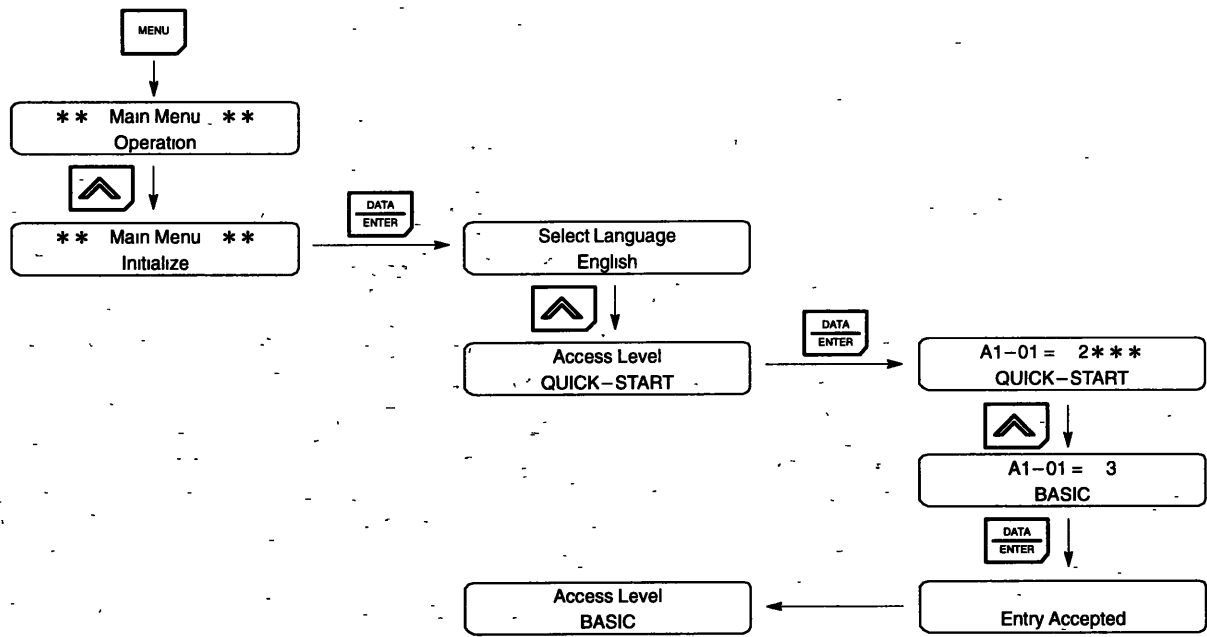 MENU
** Main Menu **
Operation
** Main Menu **
Initialize
DATA
ENTER
Select Language
English
Access Level
QUICK-START
DATA
ENTER
A1-01 = 2***
QUICK-START
A1-01 = 3
BASIC
DATA
ENTER
Entry Accepted
Access Level
BASIC